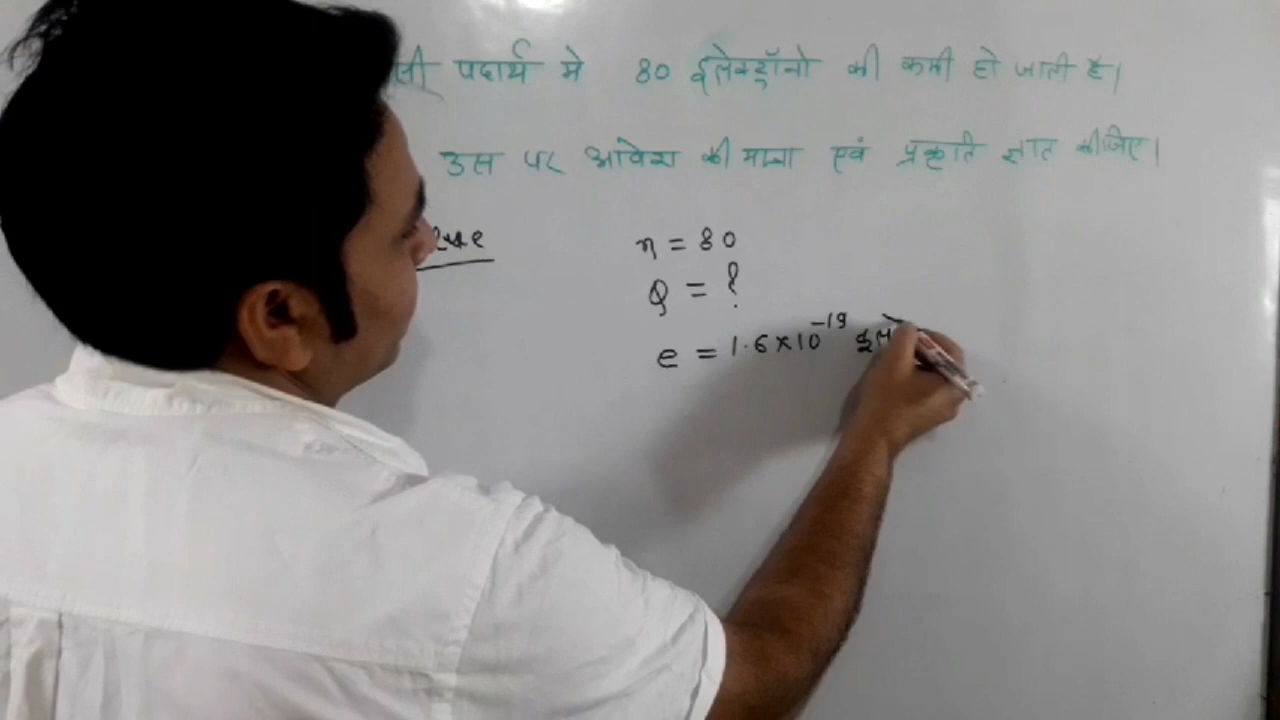 पदार्थ मे 80 इलेक्ट्रॉनो की कमी हो जाती है।
उस पर आवेश की मात्रा एवं प्रकृति ज्ञात कीजिए।
n = 80
Q = ?
e = 1.6×10⁻¹⁹